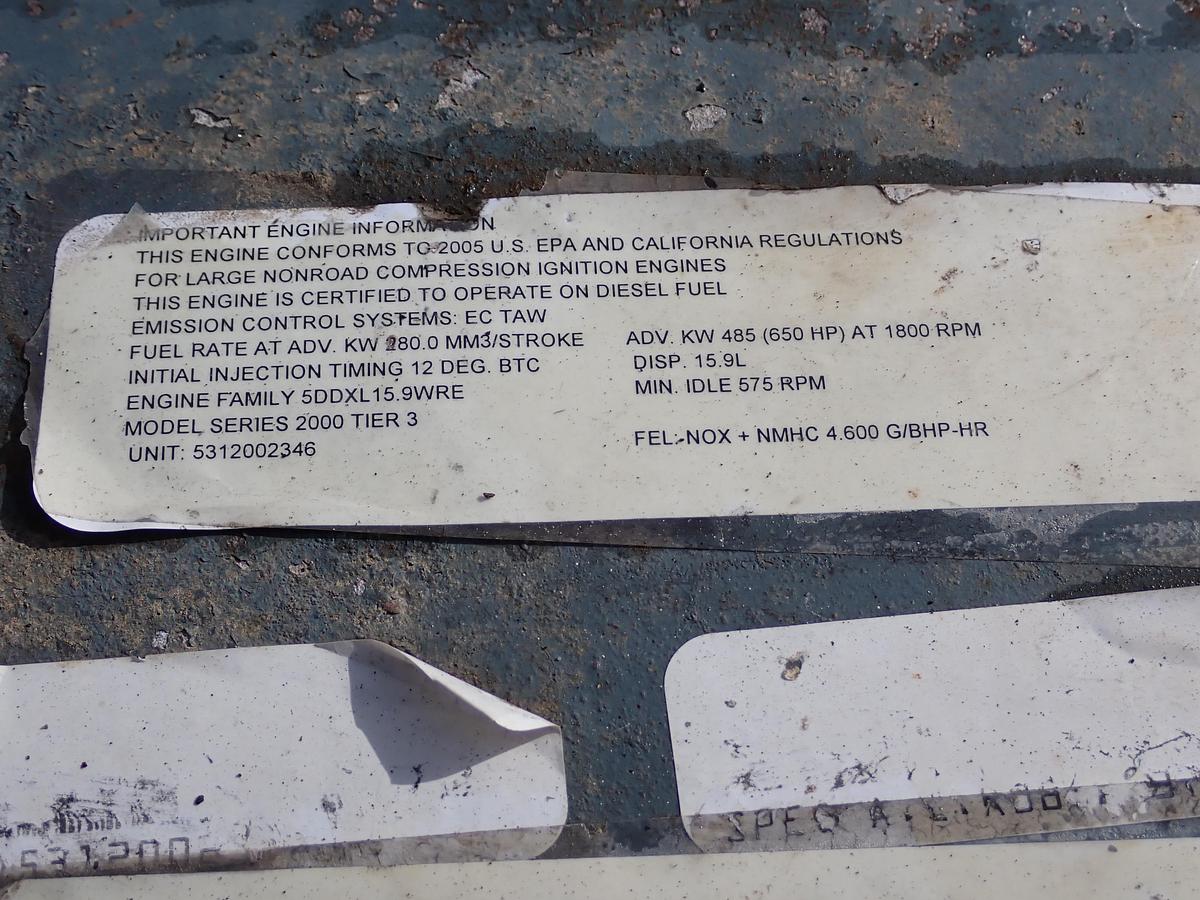 IMPORTANT ENGINE INFORMATION
THIS ENGINE CONFORMS TO 2005 U.S. EPA AND CALIFORNIA REGULATIONS
FOR LARGE NONROAD COMPRESSION IGNITION ENGINES
THIS ENGINE IS CERTIFIED TO OPERATE ON DIESEL FUEL
EMISSION CONTROL SYSTEMS: EC TAW
FUEL RATE AT ADV. KW 280.0 MM3/STROKE ADV. KW 485 (650 HP) AT 1800 RPM
INITIAL INJECTION TIMING 12 DEG. BTC DISP. 15.9L
ENGINE FAMILY 5DDXL15.9WRE MIN. IDLE 575 RPM
MODEL SERIES 2000 TIER 3
UNIT: 5312002346 FEL: NOX + NMHC 4.600 G/BHP-HR
SPEC